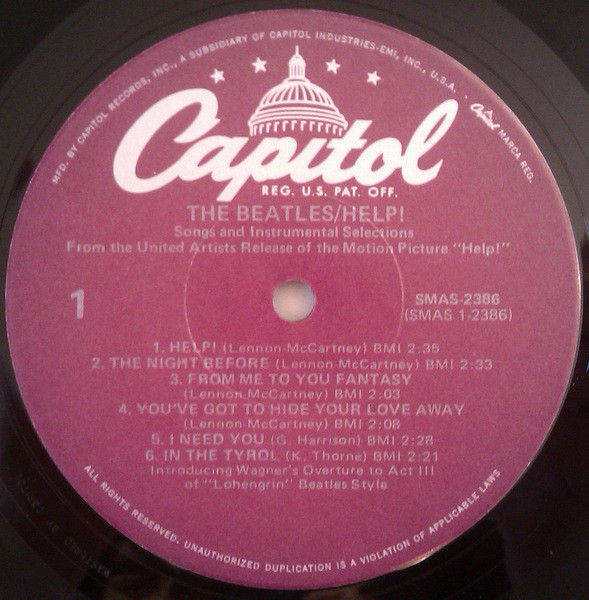 MFD. BY CAPITOL RECORDS, INC., A SUBSIDIARY OF CAPITOL INDUSTRIES-EMI, INC., U.S.A. · Capitol MARCA REG.
Capitol
REG. U.S. PAT. OFF.
THE BEATLES/HELP!
Songs and Instrumental Selections
From the United Artists Release of the Motion Picture "Help!"
1
SMAS-2386
(SMAS 1-2386)
1. HELP! (Lennon-McCartney) BMI 2:35
2. THE NIGHT BEFORE (Lennon-McCartney) BMI 2:33
3. FROM ME TO YOU FANTASY
(Lennon-McCartney) BMI 2:03
4. YOU'VE GOT TO HIDE YOUR LOVE AWAY
(Lennon-McCartney) BMI 2:08
5. I NEED YOU (G. Harrison) BMI 2:28
6. IN THE TYROL (K. Thorne) BMI 2:21
Introducing Wagner's Overture to Act III
of "Lohengrin" Beatles Style
ALL RIGHTS RESERVED. UNAUTHORIZED DUPLICATION IS A VIOLATION OF APPLICABLE LAWS
MASTERED BY CAPITOL